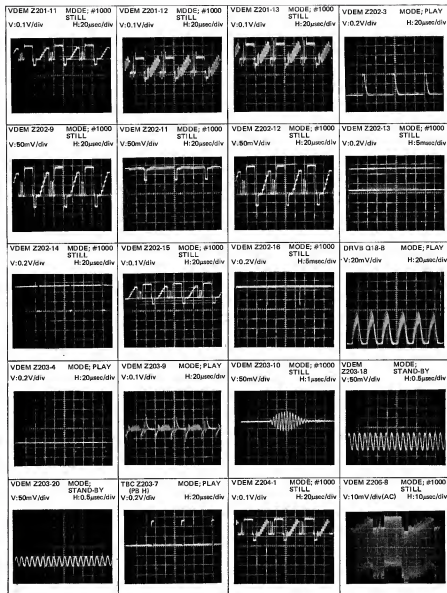 VDEM Z201-11 MODE; #1000
STILL
V:0.1V/div H:20µsec/div
VDEM Z201-12 MODE; #1000
STILL
V:0.1V/div H:20µsec/div
VDEM Z201-13 MODE; #1000
STILL
V:0.1V/div H:20µsec/div
VDEM Z202-3 MODE; PLAY
V:0.2V/div H:20µsec/div
VDEM Z202-9 MODE; #1000
STILL
V:50mV/div H:20µsec/div
VDEM Z202-11 MODE; #1000
STILL
V:50mV/div H:20µsec/div
VDEM Z202-12 MODE; #1000
STILL
V:50mV/div H:20µsec/div
VDEM Z202-13 MODE; #1000
STILL
V:0.2V/div H:5msec/div
VDEM Z202-14 MODE; #1000
STILL
V:0.2V/div H:20µsec/div
VDEM Z202-15 MODE; #1000
STILL
V:0.1V/div H:20µsec/div
VDEM Z202-16 MODE; #1000
STILL
V:0.2V/div H:5msec/div
DRVB Q18-B MODE; PLAY
V:20mV/div H:20µsec/div
VDEM Z203-4 MODE; PLAY
V:0.2V/div H:20µsec/div
VDEM Z203-9 MODE; PLAY
V:0.1V/div H:20µsec/div
VDEM Z203-10 MODE; #1000
STILL
V:50mV/div H:1µsec/div
VDEM MODE;
Z203-18 STAND-BY
V:50mV/div H:0.5µsec/div
VDEM Z203-20 MODE;
STAND-BY
V:50mV/div H:0.5µsec/div
TBC Z203-7 MODE; PLAY
(PB H)
V:0.2V/div H:20µsec/div
VDEM Z204-1 MODE; #1000
STILL
V:0.1V/div H:20µsec/div
VDEM Z206-8 MODE; #1000
STILL
V:10mV/div(AC) H:10µsec/div